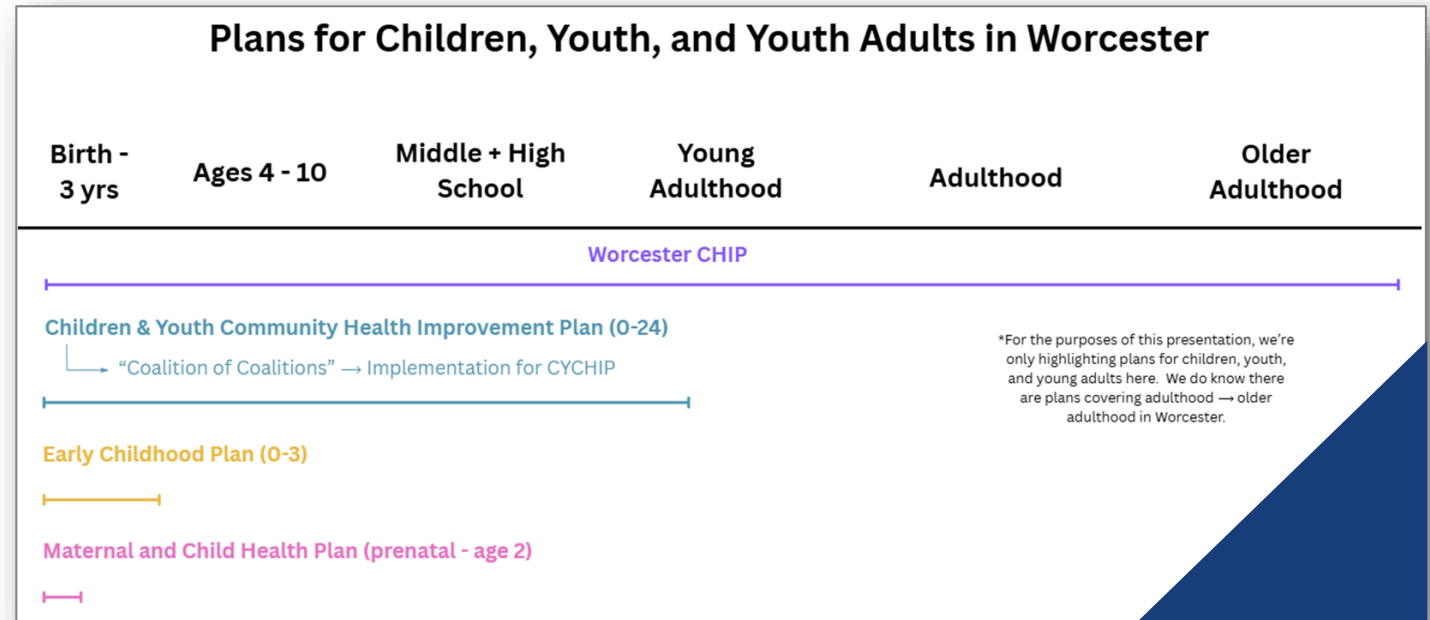 Plans for Children, Youth, and Youth Adults in Worcester
Birth -
3 yrs
Ages 4 - 10
Middle + High
School
Young
Adulthood
Adulthood
Older
Adulthood
Worcester CHIP
Children & Youth Community Health Improvement Plan (0-24)
“Coalition of Coalitions” → Implementation for CYCHIP
*For the purposes of this presentation, we’re
only highlighting plans for children, youth,
and young adults here. We do know there
are plans covering adulthood → older
adulthood in Worcester.
Early Childhood Plan (0-3)
Maternal and Child Health Plan (prenatal - age 2)